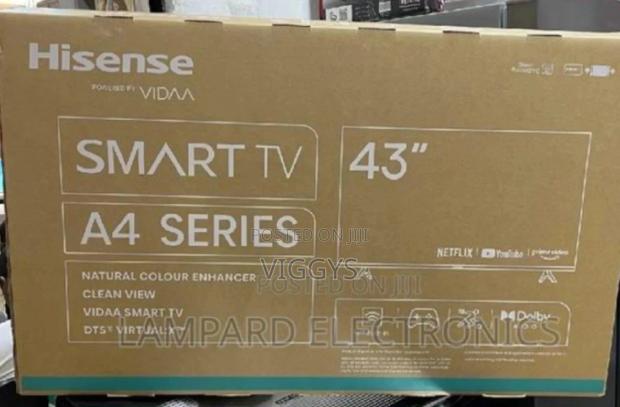 Hisense
POWERED BY VIDAA
SMART TV
43"
A4 SERIES
NETFLIX YouTube prime video
NATURAL COLOUR ENHANCER
CLEAN VIEW
VIDAA SMART TV
DTS VIRTUAL:X
Dolby
POSTED ON JIJI
VIGGYS
POSTED ON JIJI
LAMPARD ELECTRONICS